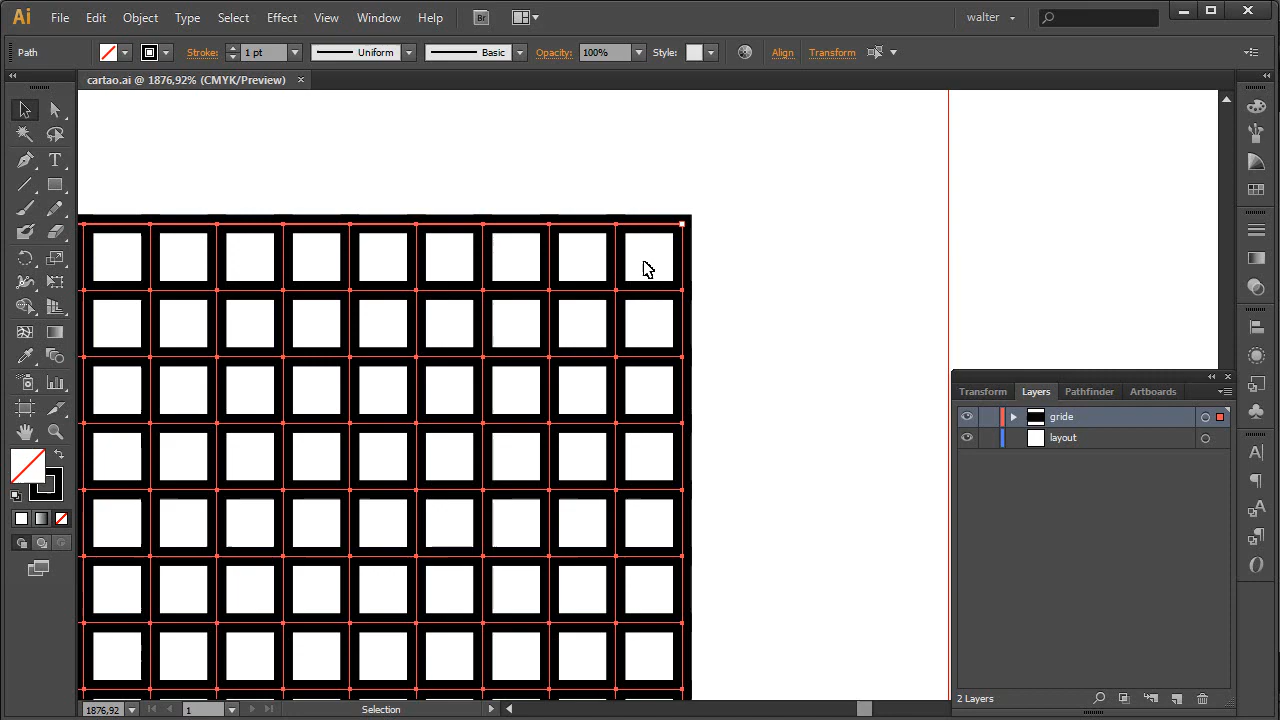 Ai File Edit Object Type Select Effect View Window Help Br walter
Path Stroke: 1 pt Uniform Basic Opacity: 100% Style: Align Transform
cartao.ai @ 1876,92% (CMYK/Preview) ×
Transform Layers Pathfinder Artboards
gride
layout
2 Layers
1876,92 1 Selection